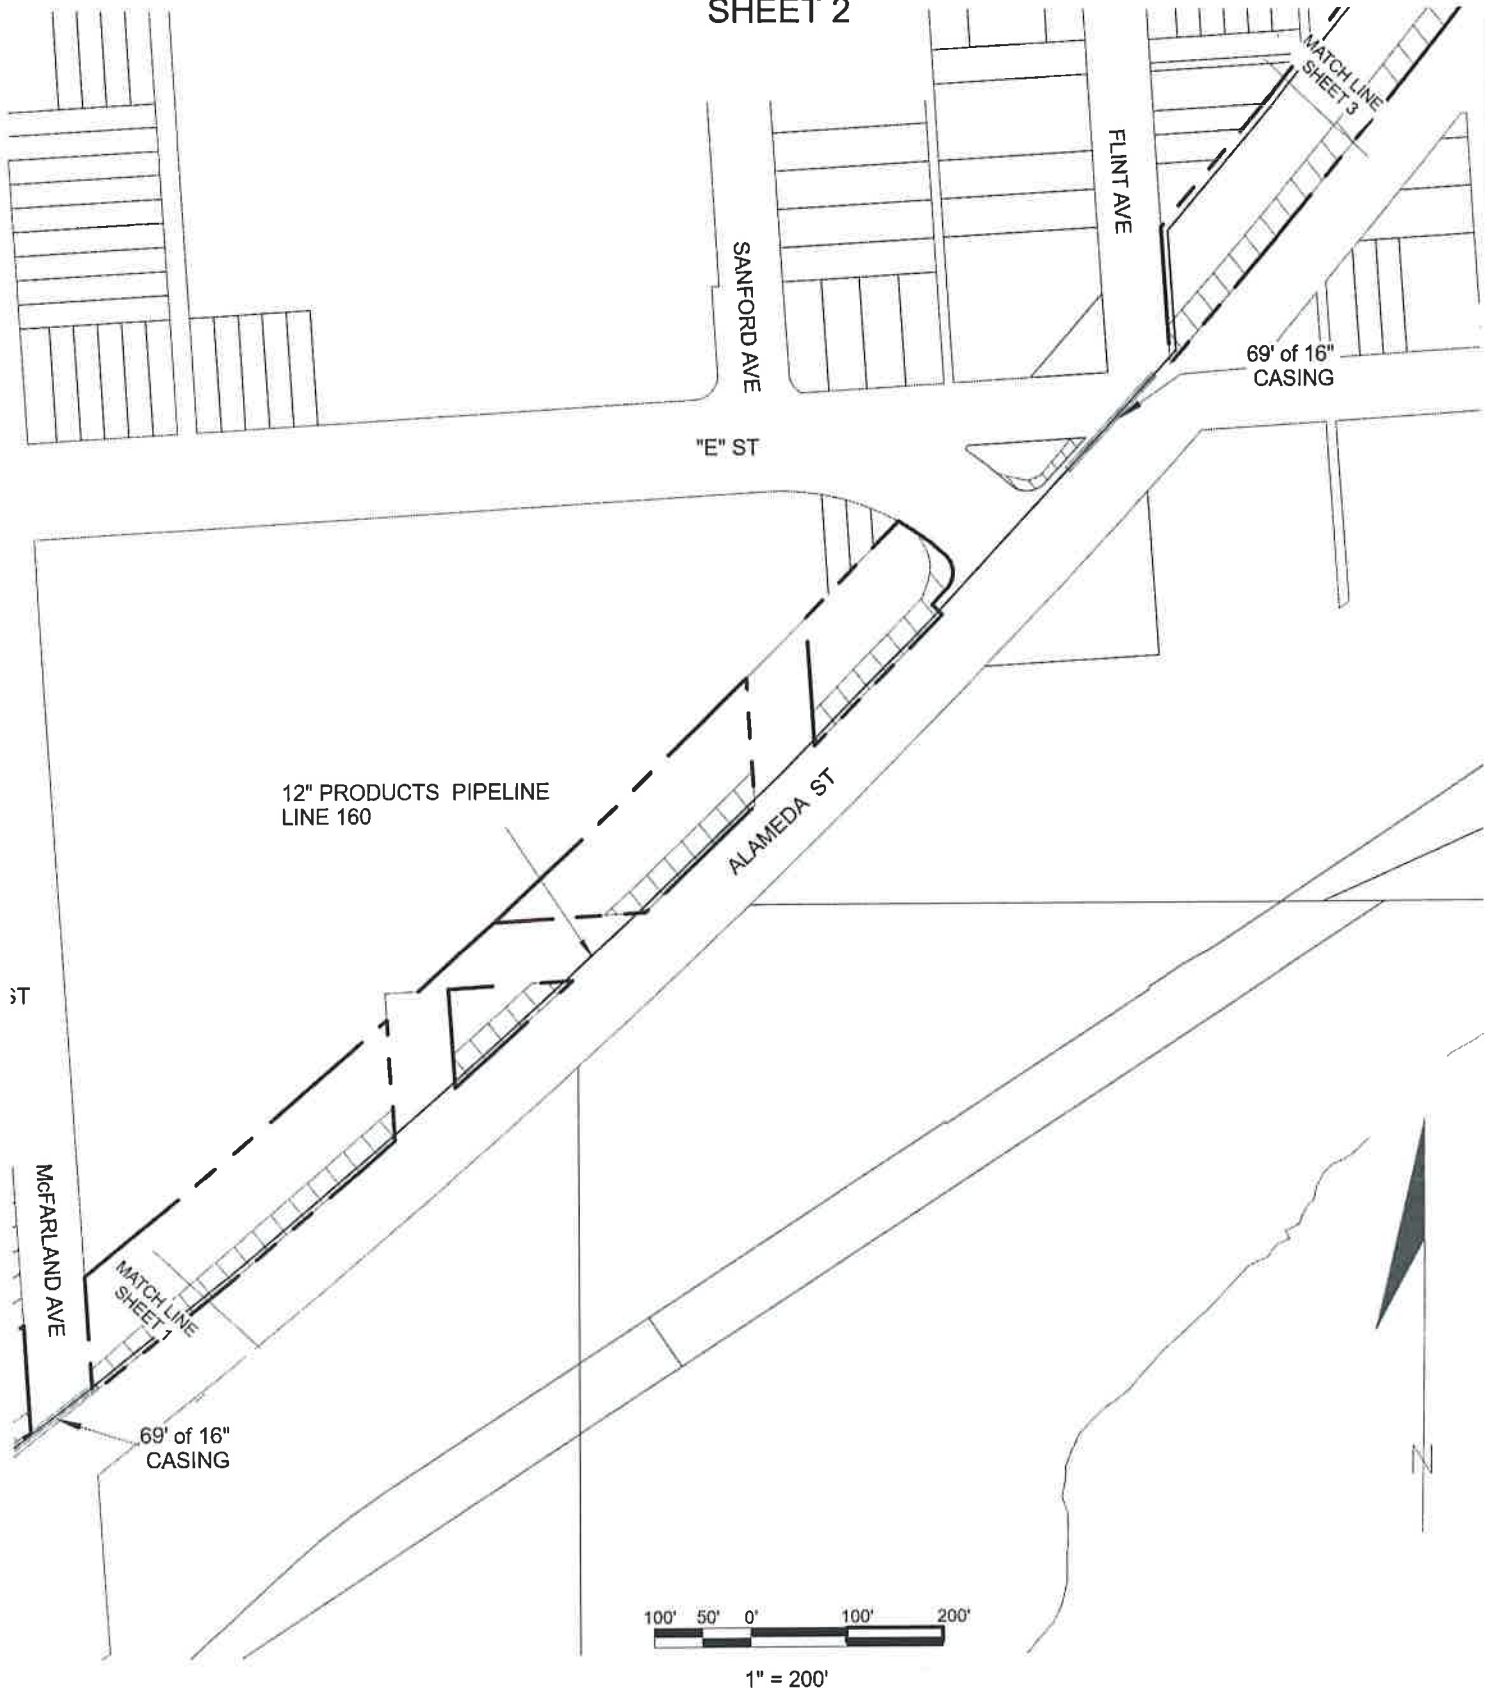 SHEET 2
MATCH LINE
SHEET 3
FLINT AVE
SANFORD AVE
69' of 16"
CASING
"E" ST
12" PRODUCTS PIPELINE
LINE 160
ALAMEDA ST
ST
McFARLAND AVE
MATCH LINE
SHEET 1
69' of 16"
CASING
N
100' 50' 0' 100' 200'
1" = 200'